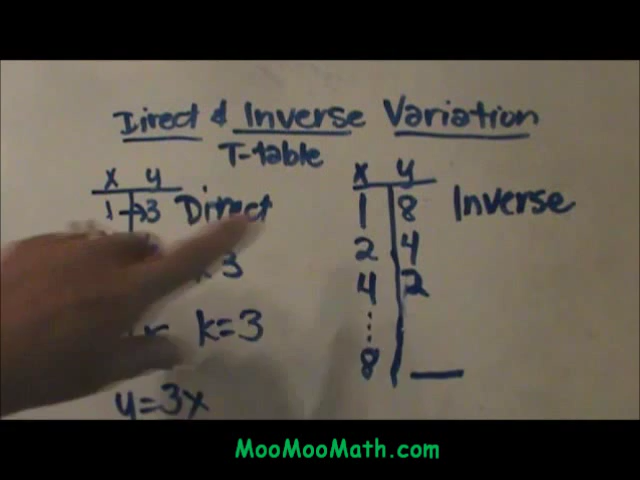 Direct & Inverse Variation
T-table
x y
1 → 3 Direct
3
k=3
y=3x
x y
1 8 Inverse
2 4
4 2
8
MooMooMath.com